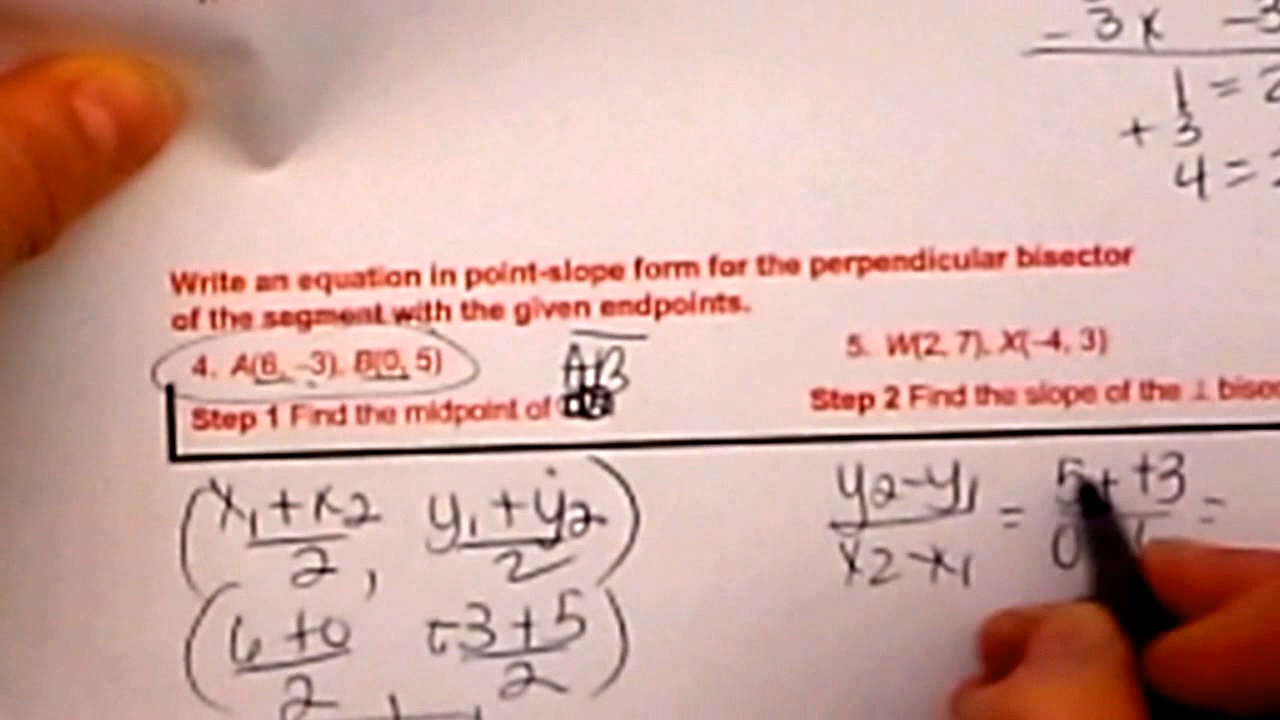 - 3x -3
1 = 2
+ 3
4 =
Write an equation in point-slope form for the perpendicular bisector
of the segment with the given endpoints.
4. A(6, -3), B(0, 5)
AB
5. W(2, 7), X(-4, 3)
Step 1 Find the midpoint of
Step 2 Find the slope of the ⊥ bise
(x₁ + x₂ / 2, y₁ + y₂ / 2)
y₂ - y₁ / x₂ - x₁ = 5 + +3 / 0 =
(6 + 0 / 2 -3 + 5 / 2)